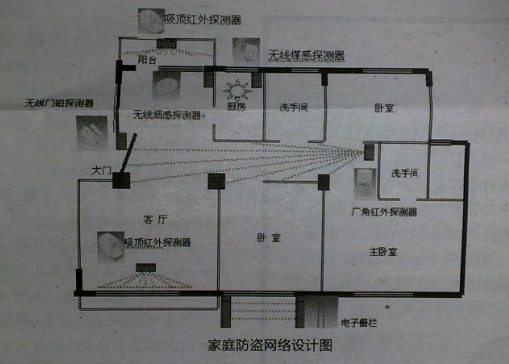 吸顶红外探测器
阳台
无线煤感探测器
无线门磁探测器
无线烟感探测器
厨房
洗手间
卧室
大门
洗手间
广角红外探测器
客厅
吸顶红外探测器
卧室
主卧室
电子栅栏
家庭防盗网络设计图